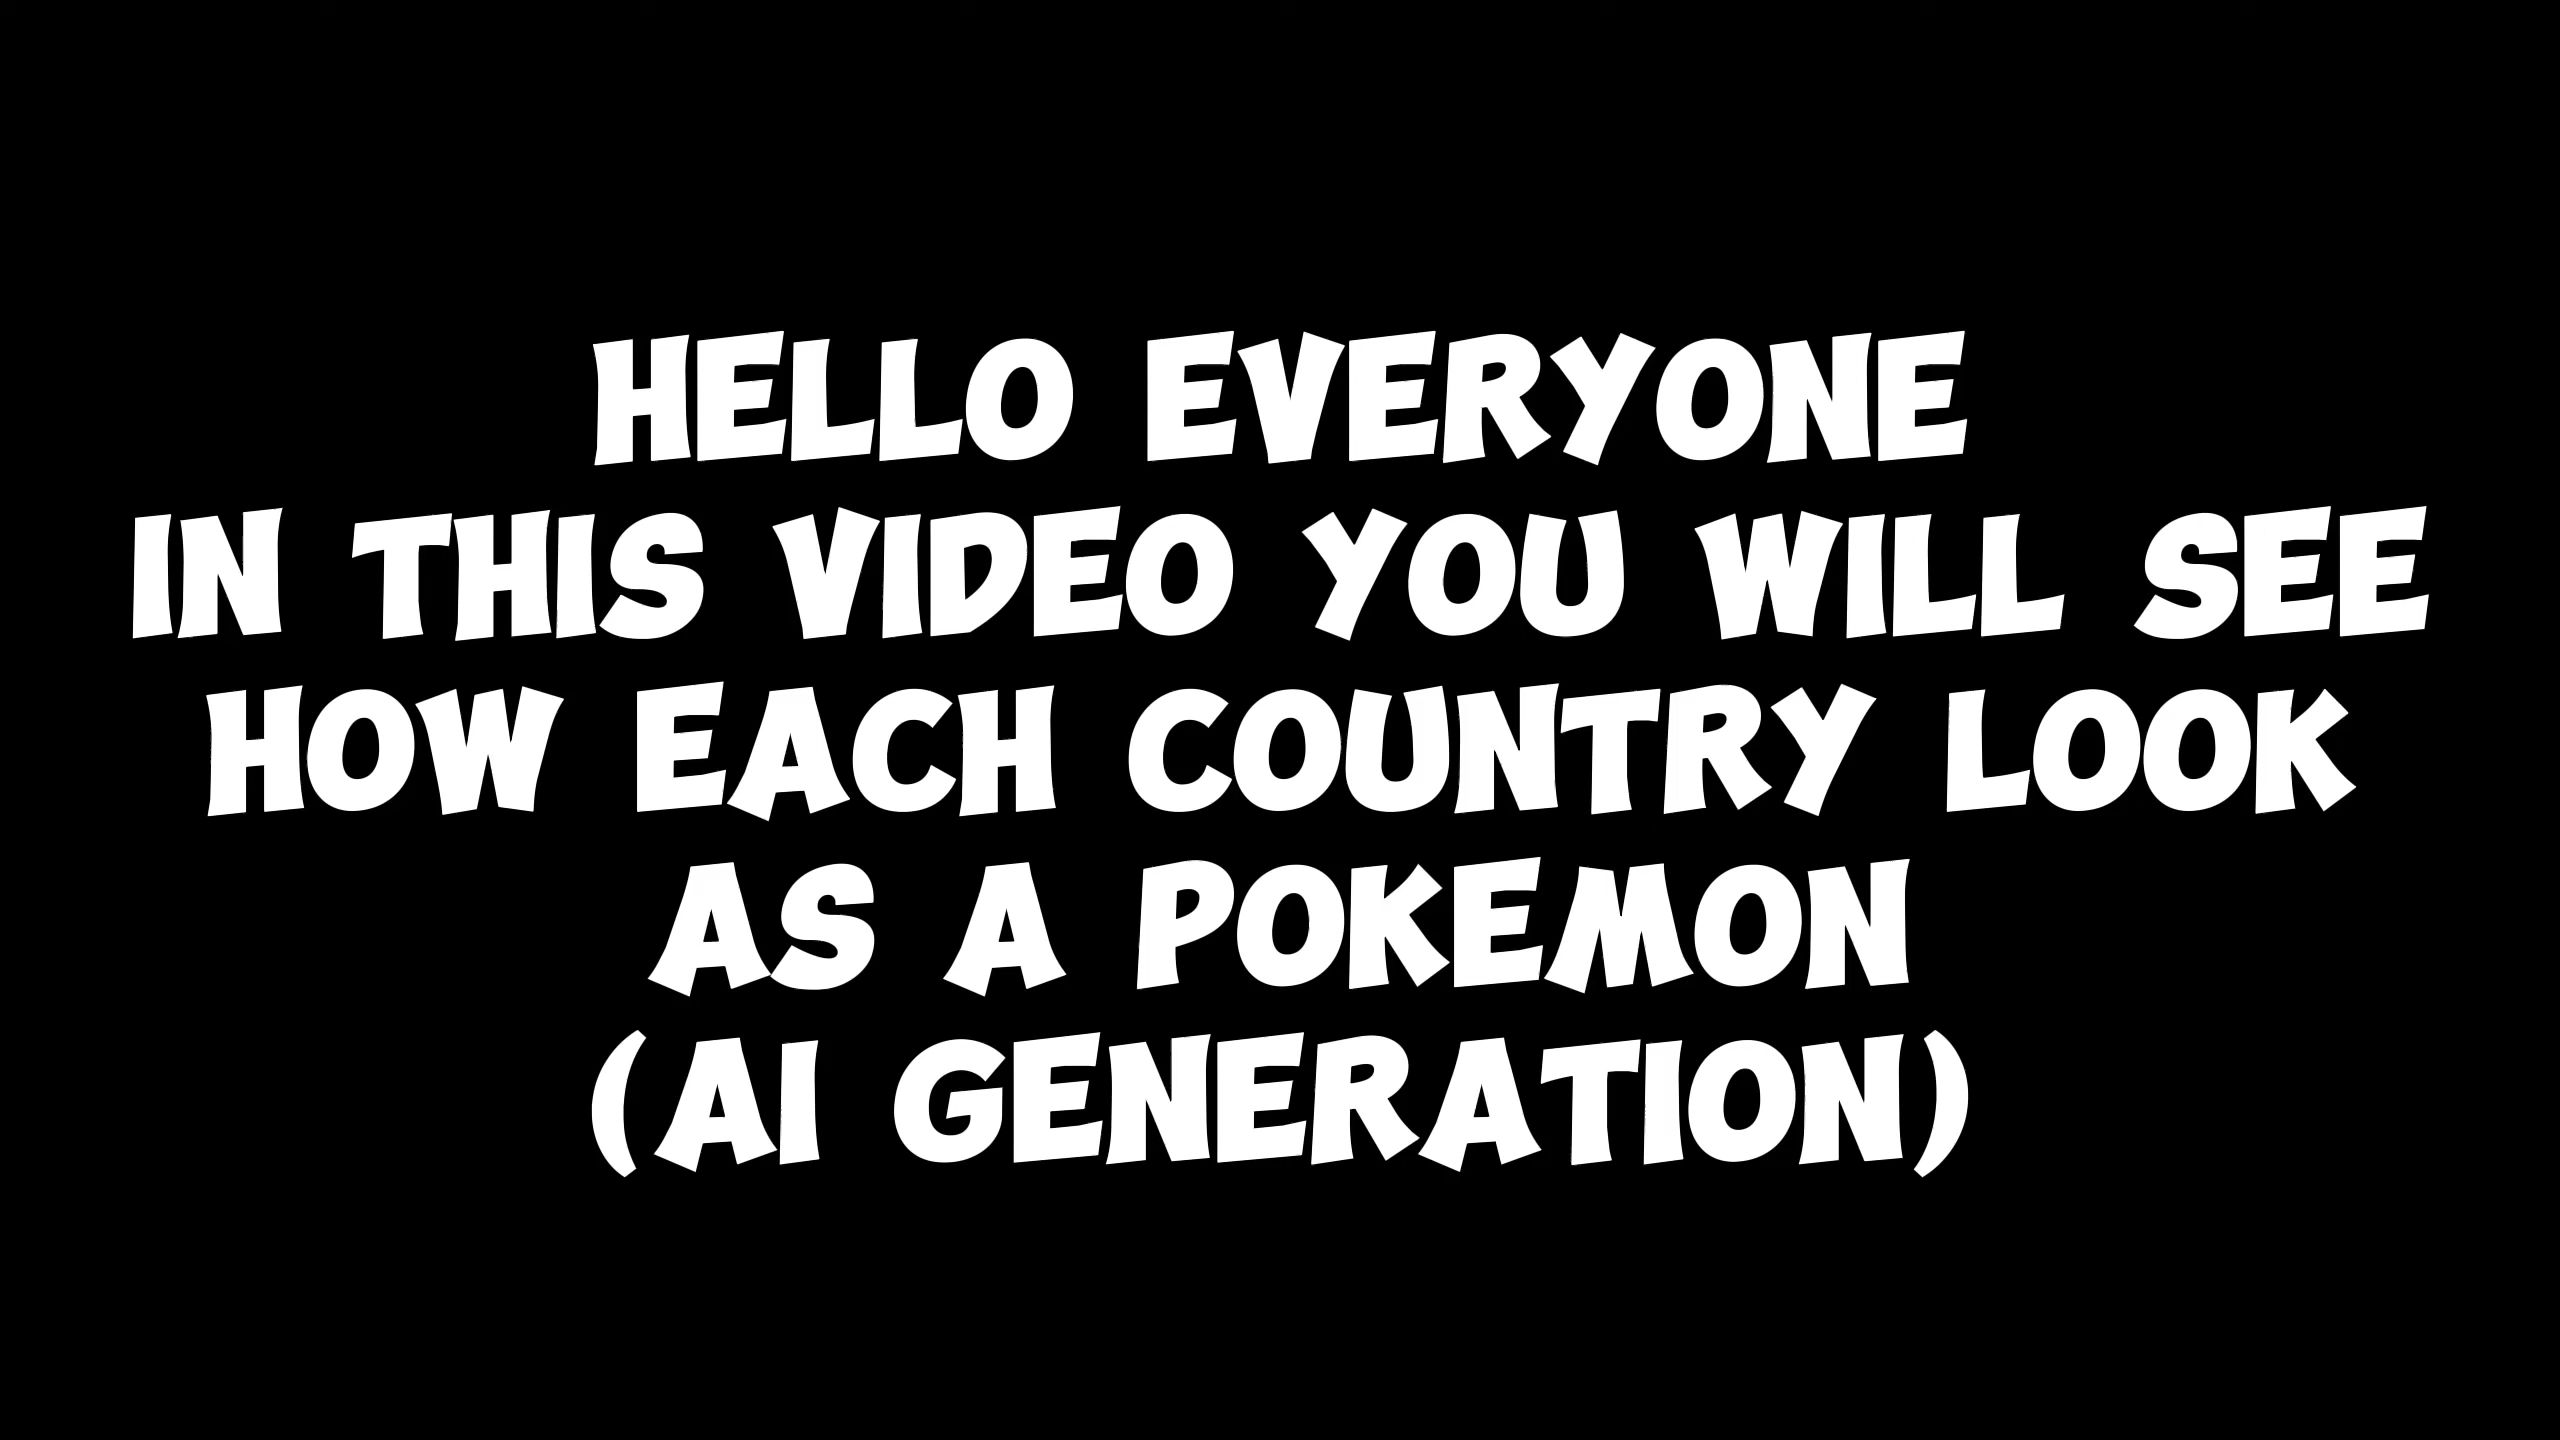 HELLO EVERYONE
IN THIS VIDEO YOU WILL SEE
HOW EACH COUNTRY LOOK
AS A POKEMON
(AI GENERATION)